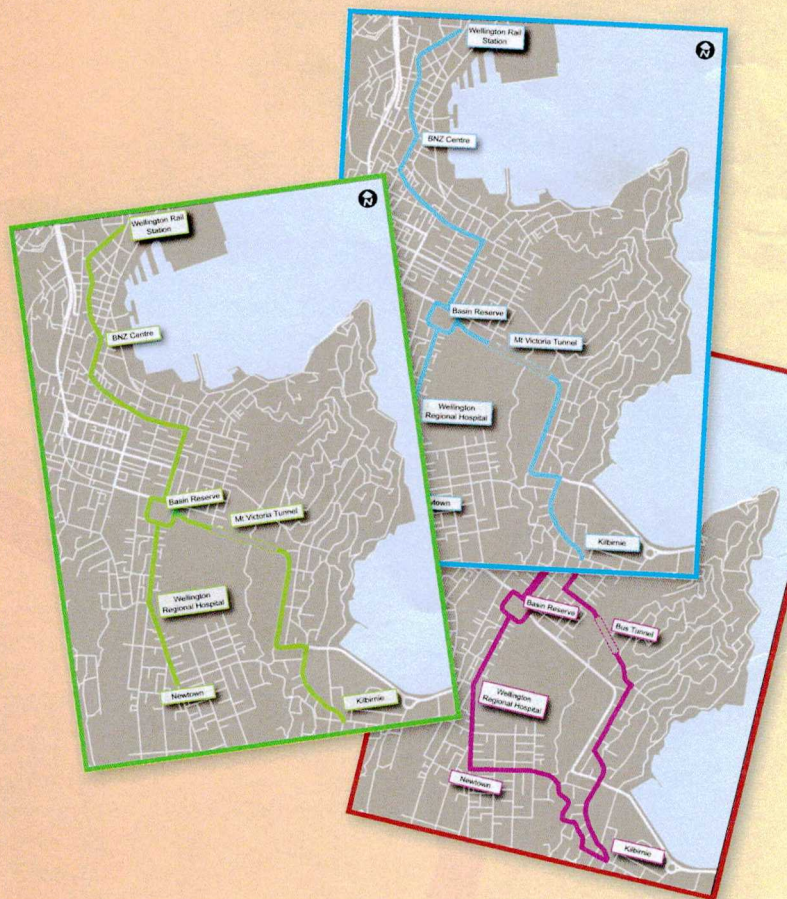 Wellington Rail
Station
N
BNZ Centre
Basin Reserve
Mt Victoria Tunnel
Wellington
Regional Hospital
Newtown
Kilbirnie
Wellington Rail
Station
N
BNZ Centre
Basin Reserve
Mt Victoria Tunnel
Wellington
Regional Hospital
town
Kilbirnie
Basin Reserve
Bus Tunnel
Wellington
Regional Hospital
Newtown
Kilbirnie